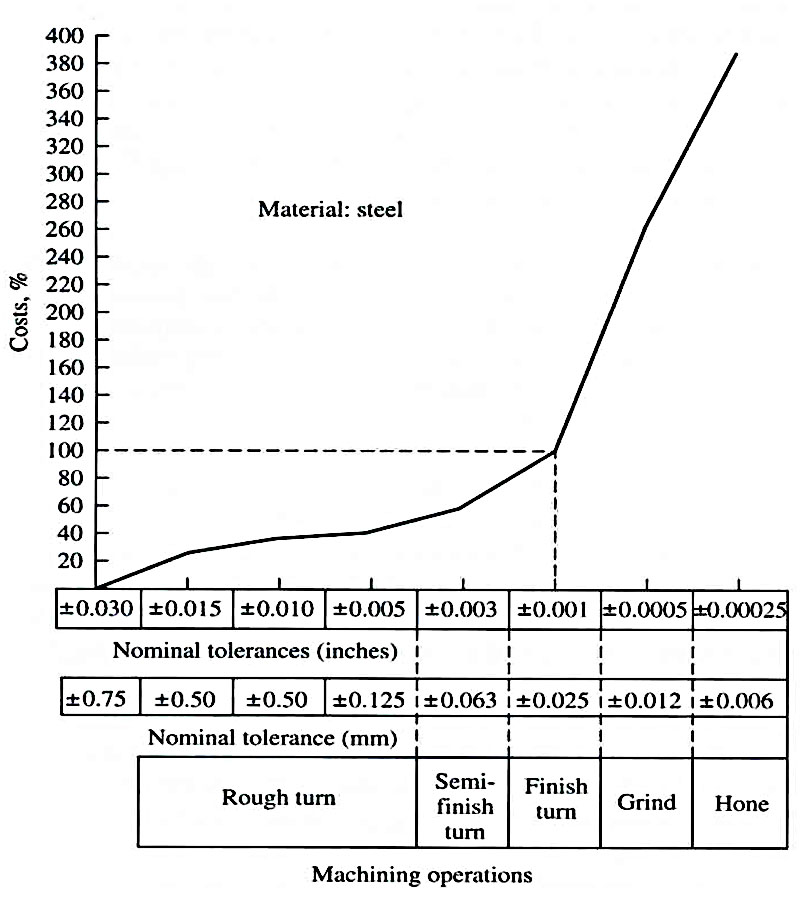 400
380
360
340
320
300
280
260
240
220
200
180
160
140
120
100
80
60
40
20
Costs, %
Material: steel
±0.030 ±0.015 ±0.010 ±0.005 ±0.003 ±0.001 ±0.0005 ±0.00025
Nominal tolerances (inches)
±0.75 ±0.50 ±0.50 ±0.125 ±0.063 ±0.025 ±0.012 ±0.006
Nominal tolerance (mm)
Rough turn
Semi-
finish
turn
Finish
turn
Grind
Hone
Machining operations